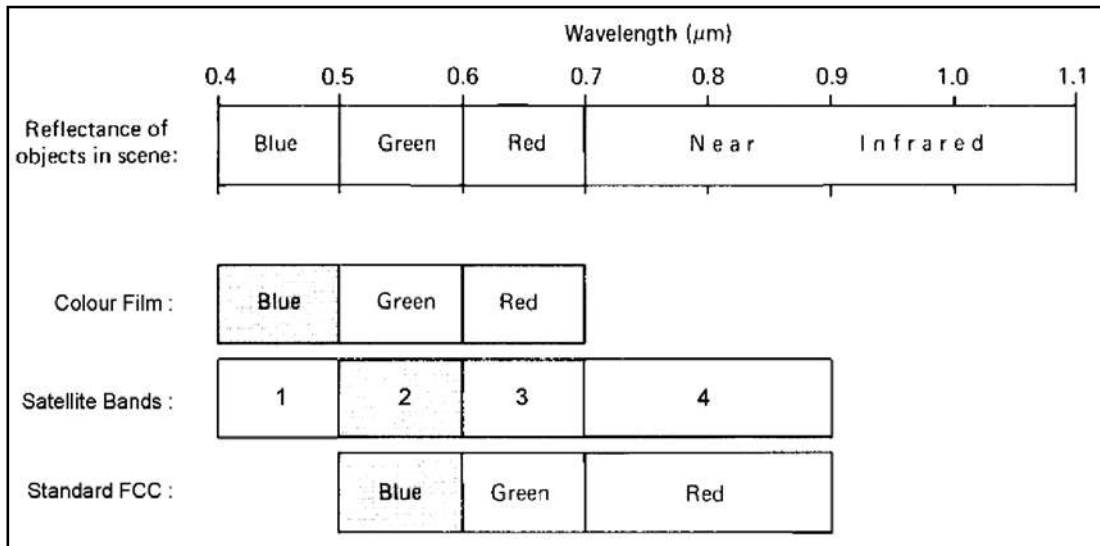 Wavelength (μm)
0.4 0.5 0.6 0.7 0.8 0.9 1.0 1.1
Reflectance of
objects in scene:
Blue Green Red Near Infrared
Colour Film : Blue Green Red
Satellite Bands : 1 2 3 4
Standard FCC : Blue Green Red